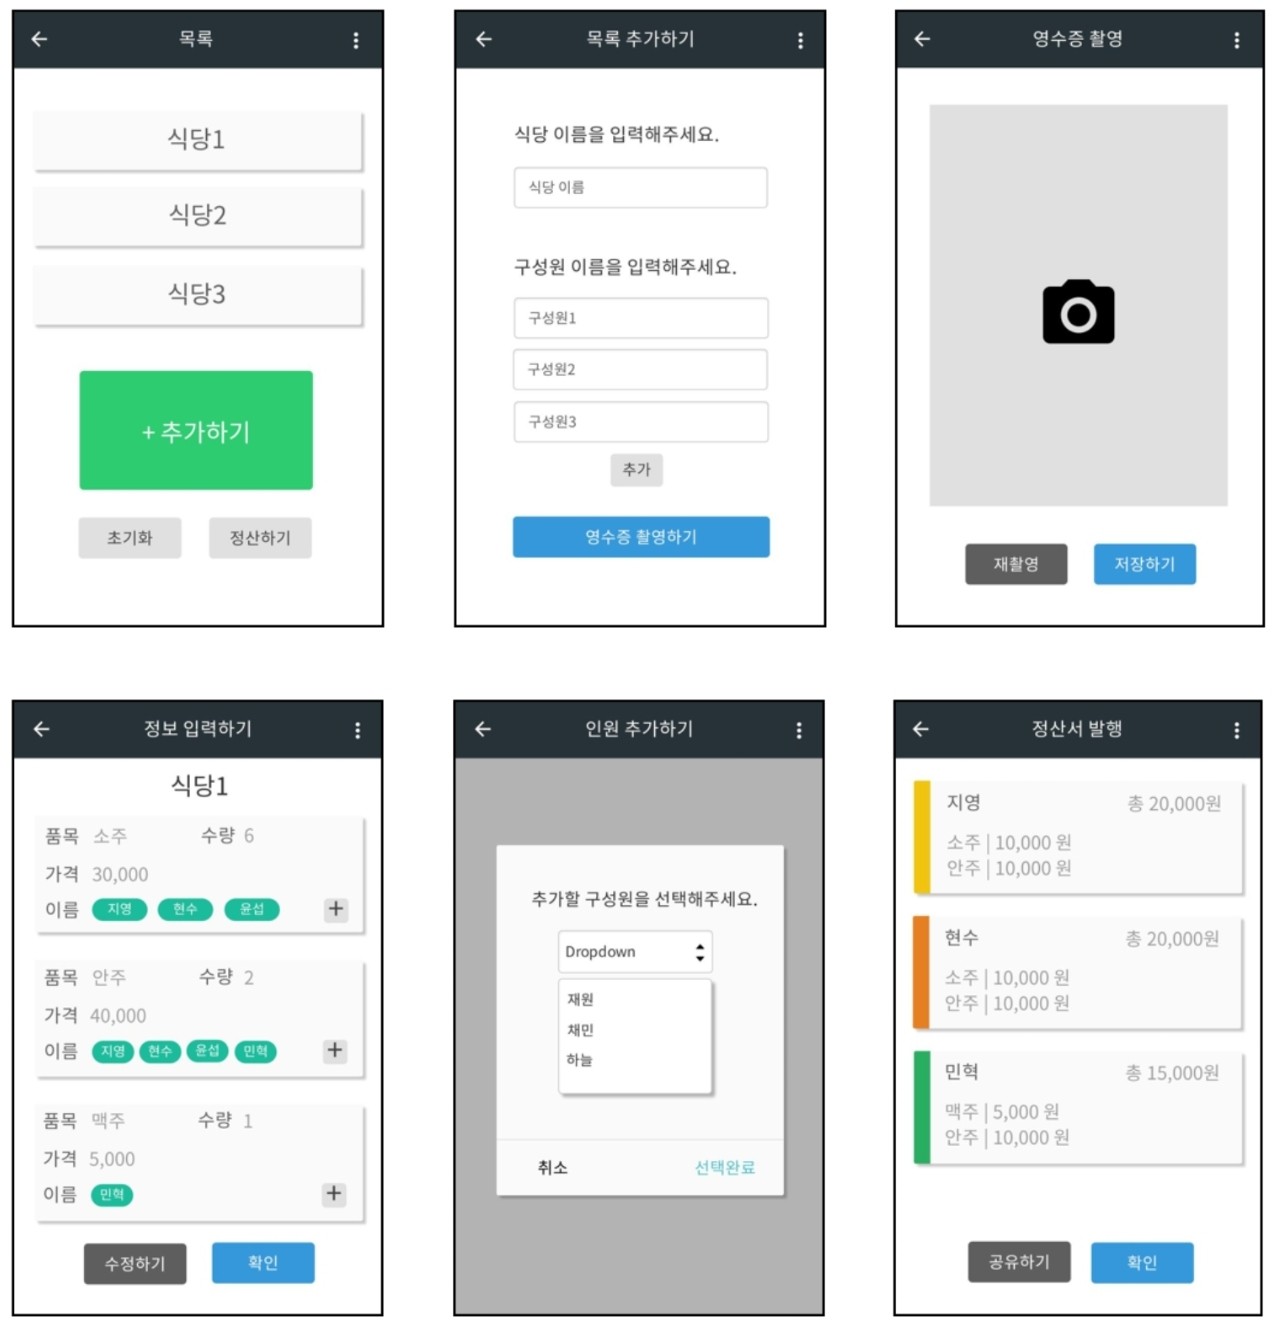 목록
식당1
식당2
식당3
+ 추가하기
초기화 정산하기
목록 추가하기
식당 이름을 입력해주세요.
식당 이름
구성원 이름을 입력해주세요.
구성원1
구성원2
구성원3
추가
영수증 촬영하기
영수증 촬영
재촬영 저장하기
정보 입력하기
식당1
품목 소주 수량 6
가격 30,000
이름 지영 현수 윤섭 +
품목 안주 수량 2
가격 40,000
이름 지영 현수 윤섭 민혁 +
품목 맥주 수량 1
가격 5,000
이름 민혁 +
수정하기 확인
인원 추가하기
추가할 구성원을 선택해주세요.
Dropdown
재원
채민
하늘
취소 선택완료
정산서 발행
지영 총 20,000원
소주 | 10,000 원
안주 | 10,000 원
현수 총 20,000원
소주 | 10,000 원
안주 | 10,000 원
민혁 총 15,000원
맥주 | 5,000 원
안주 | 10,000 원
공유하기 확인